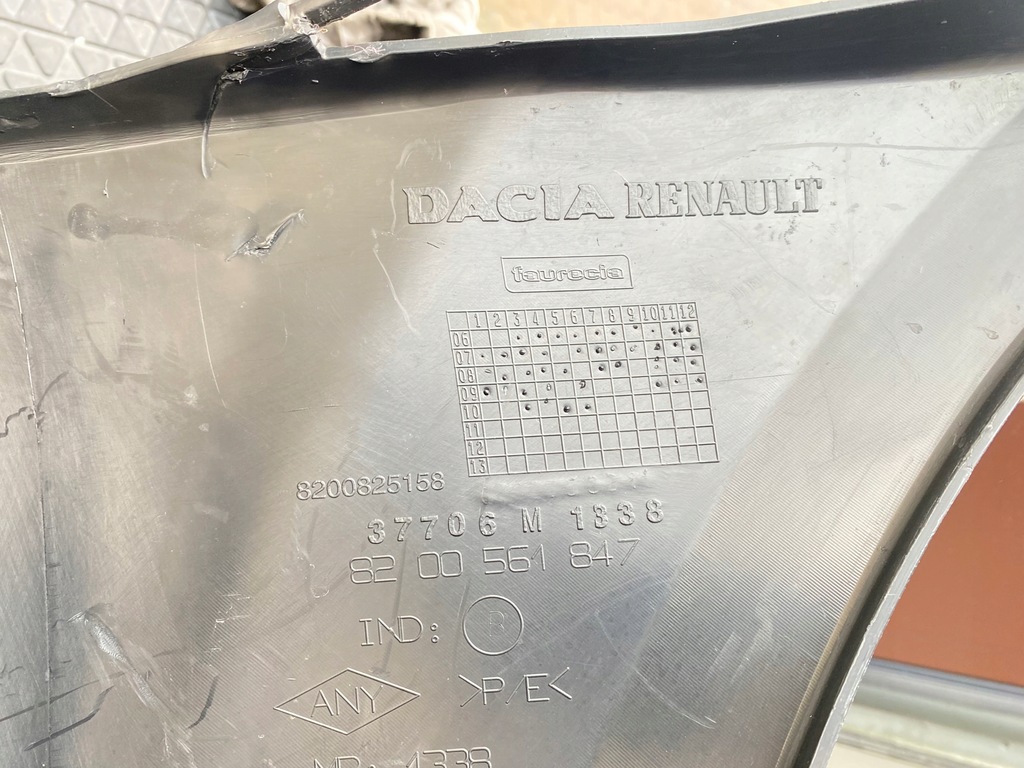 DACIA RENAULT
faurecia
1 2 3 4 5 6 7 8 9 10 11 12
06
07
08
09
10
11
12
13
8200825158
37706 M 1338
82 00 561 847
IND: B
ANY >P/E<